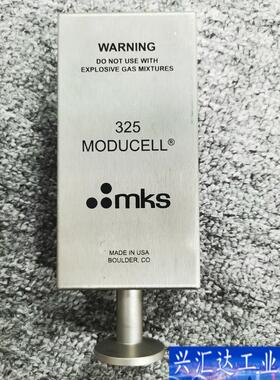 WARNING
DO NOT USE WITH
EXPLOSIVE GAS MIXTURES
325
MODUCELL®
mks
MADE IN USA
BOULDER, CO
兴汇达工业